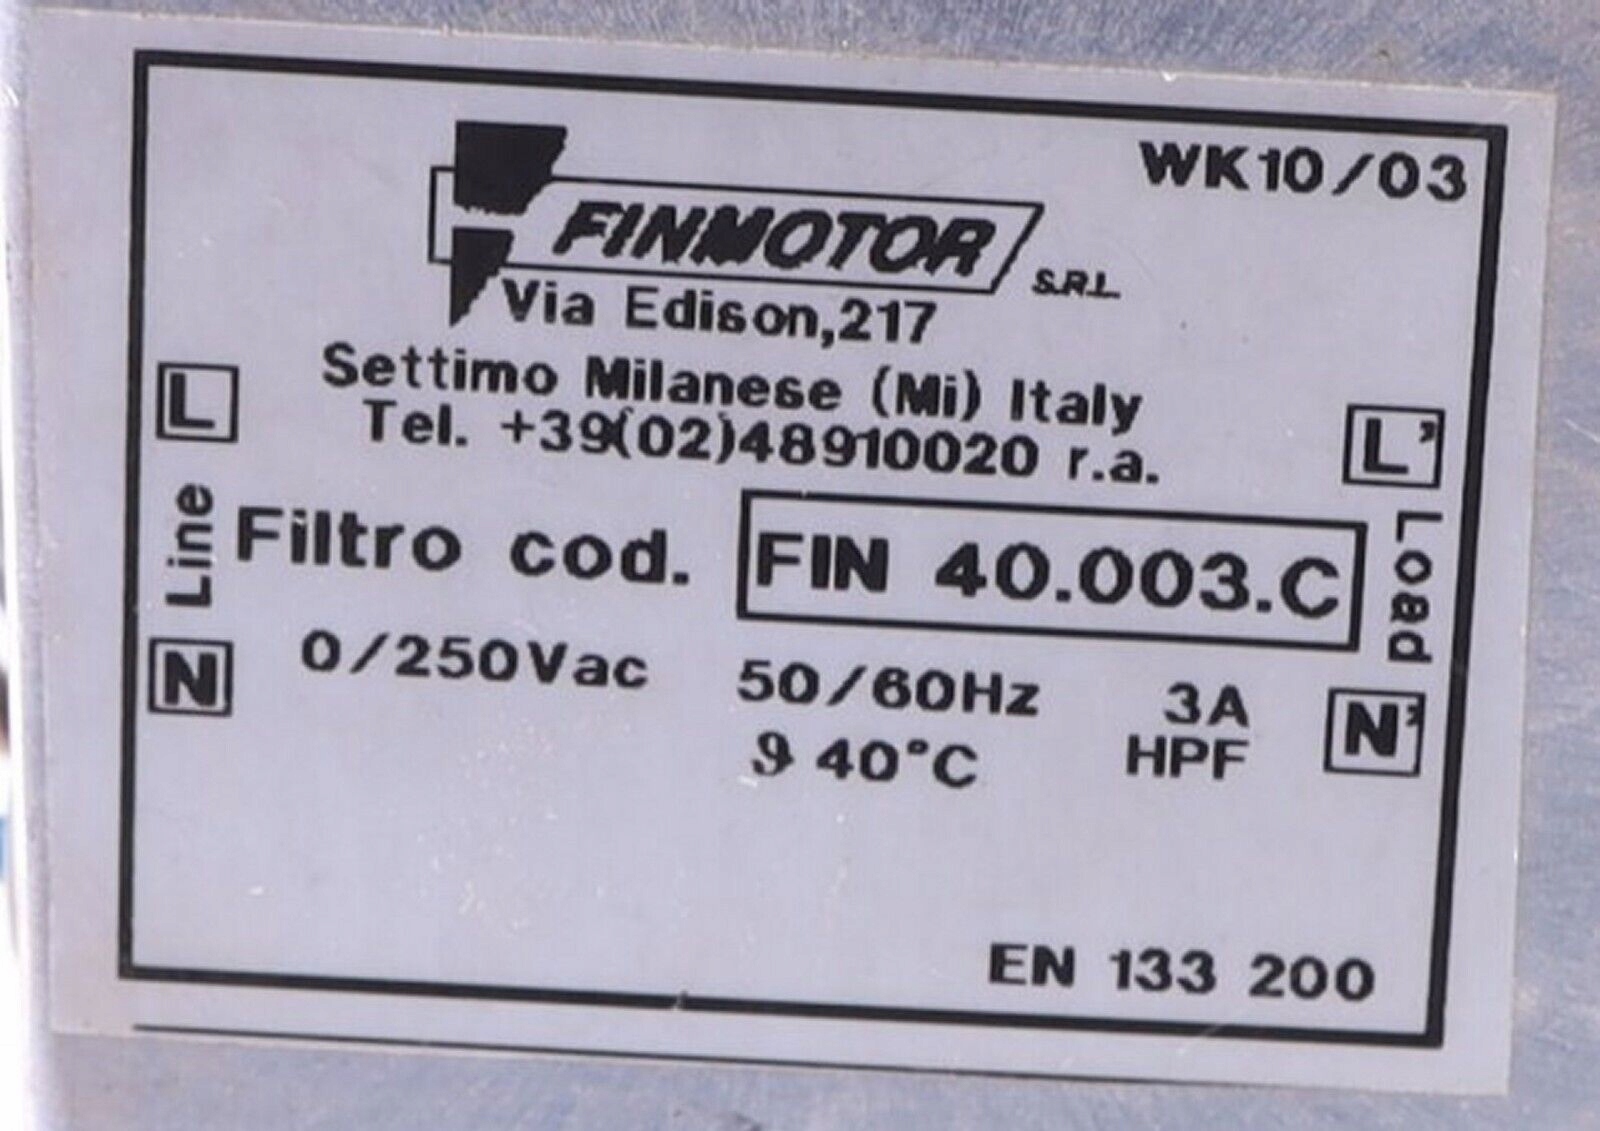 WK10/03
FINMOTOR S.R.L.
Via Edison,217
Settimo Milanese (Mi) Italy
Tel. +39(02)48910020 r.a.
L
Line
N
Filtro cod. FIN 40.003.C
0/250Vac 50/60Hz 3A
ϑ 40°C HPF
L'
Load
N'
EN 133 200